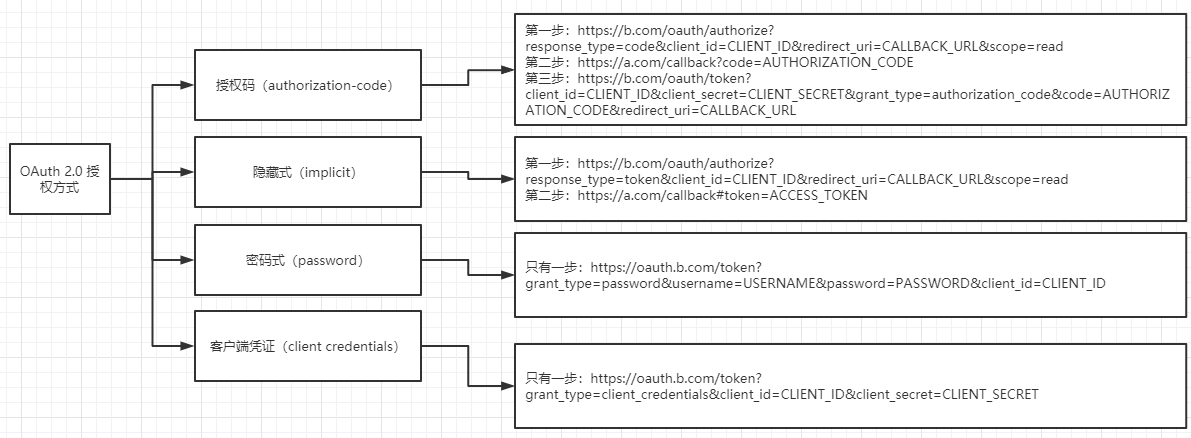 OAuth 2.0 授
权方式
授权码（authorization-code）
第一步：https://b.com/oauth/authorize?
response_type=code&client_id=CLIENT_ID&redirect_uri=CALLBACK_URL&scope=read
第二步：https://a.com/callback?code=AUTHORIZATION_CODE
第三步：https://b.com/oauth/token?
client_id=CLIENT_ID&client_secret=CLIENT_SECRET&grant_type=authorization_code&code=AUTHORIZ
ATION_CODE&redirect_uri=CALLBACK_URL
隐藏式（implicit）
第一步：https://b.com/oauth/authorize?
response_type=token&client_id=CLIENT_ID&redirect_uri=CALLBACK_URL&scope=read
第二步：https://a.com/callback#token=ACCESS_TOKEN
密码式（password）
只有一步：https://oauth.b.com/token?
grant_type=password&username=USERNAME&password=PASSWORD&client_id=CLIENT_ID
客户端凭证（client credentials）
只有一步：https://oauth.b.com/token?
grant_type=client_credentials&client_id=CLIENT_ID&client_secret=CLIENT_SECRET